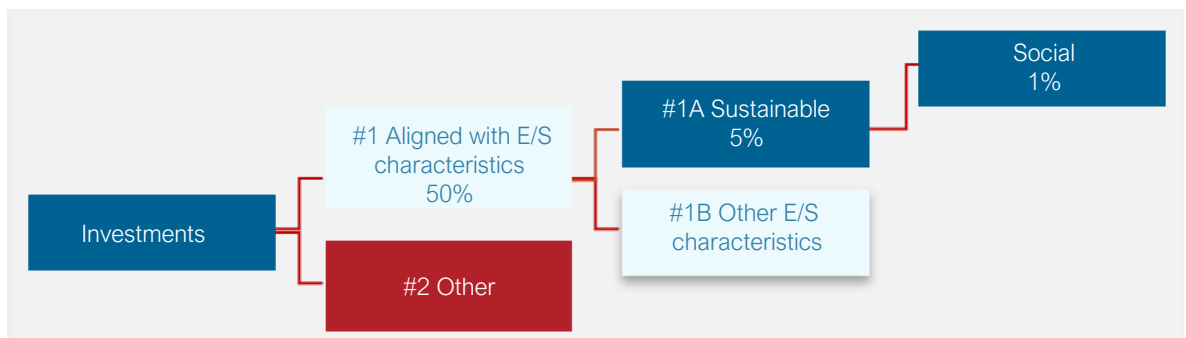 Social
1%
#1A Sustainable
5%
#1 Aligned with E/S
characteristics
50%
#1B Other E/S
characteristics
Investments
#2 Other